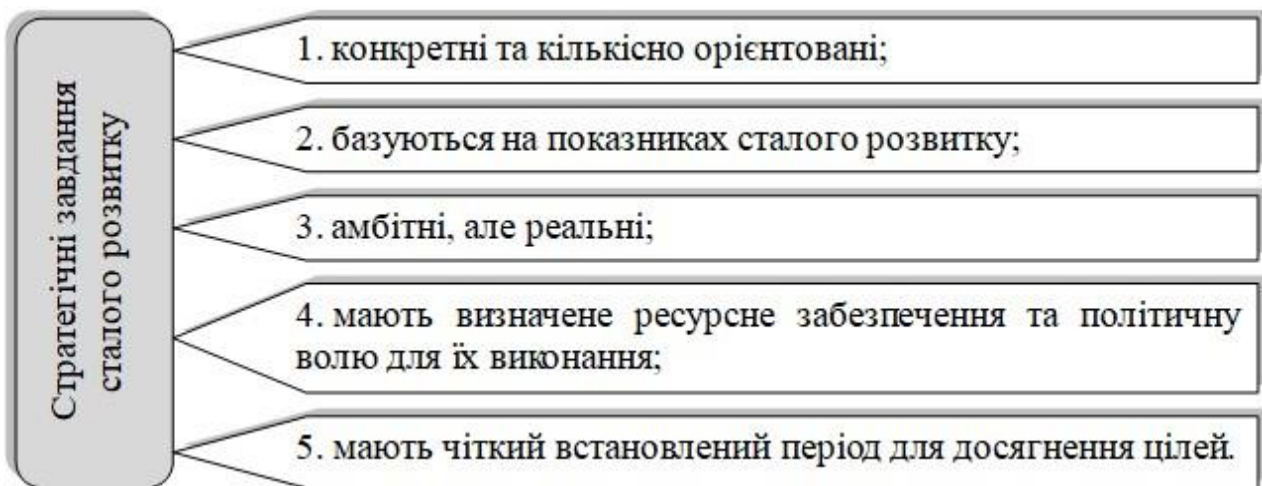 Стратегічні завдання
сталого розвитку
1. конкретні та кількісно орієнтовані;
2. базуються на показниках сталого розвитку;
3. амбітні, але реальні;
4. мають визначене ресурсне забезпечення та політичну
волю для їх виконання;
5. мають чіткий встановлений період для досягнення цілей.